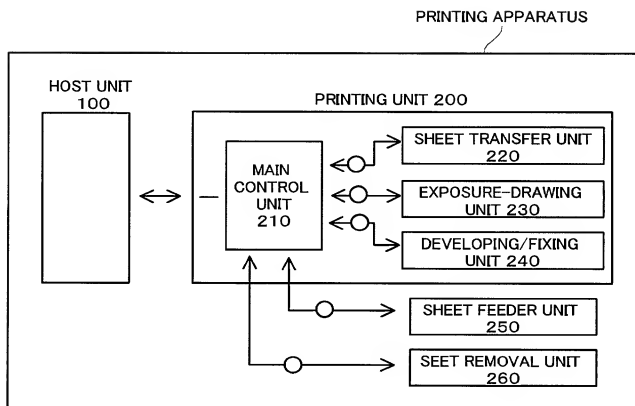 PRINTING APPARATUS
HOST UNIT
100
PRINTING UNIT 200
MAIN
CONTROL
UNIT
210
SHEET TRANSFER UNIT
220
EXPOSURE-DRAWING
UNIT 230
DEVELOPING/FIXING
UNIT 240
SHEET FEEDER UNIT
250
SEET REMOVAL UNIT
260